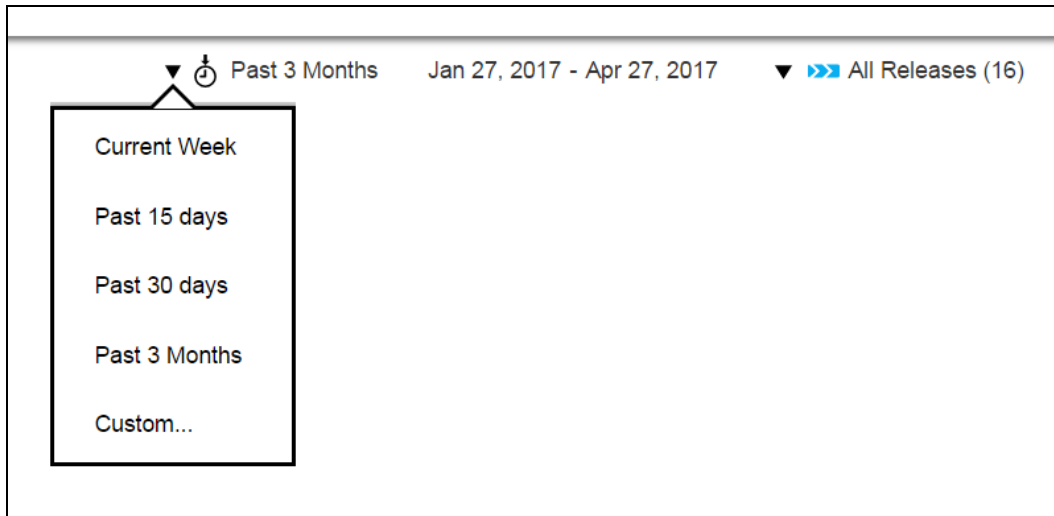 Past 3 Months Jan 27, 2017 - Apr 27, 2017 All Releases (16)
Current Week
Past 15 days
Past 30 days
Past 3 Months
Custom...